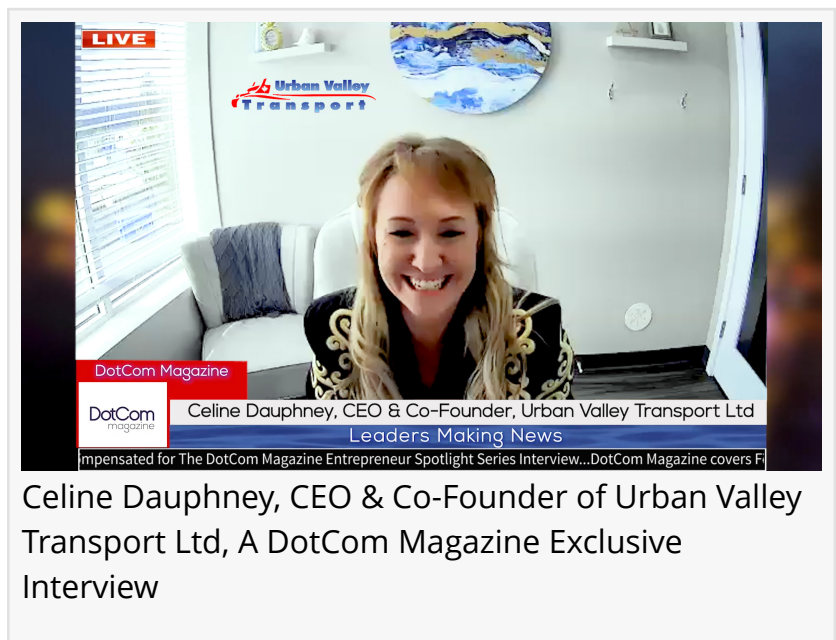 LIVE
Urban Valley
Transport
DotCom Magazine
DotCom
magazine
Celine Dauphney, CEO & Co-Founder, Urban Valley Transport Ltd
Leaders Making News
mpensated for The DotCom Magazine Entrepreneur Spotlight Series Interview...DotCom Magazine covers F
Celine Dauphney, CEO & Co-Founder of Urban Valley
Transport Ltd, A DotCom Magazine Exclusive
Interview